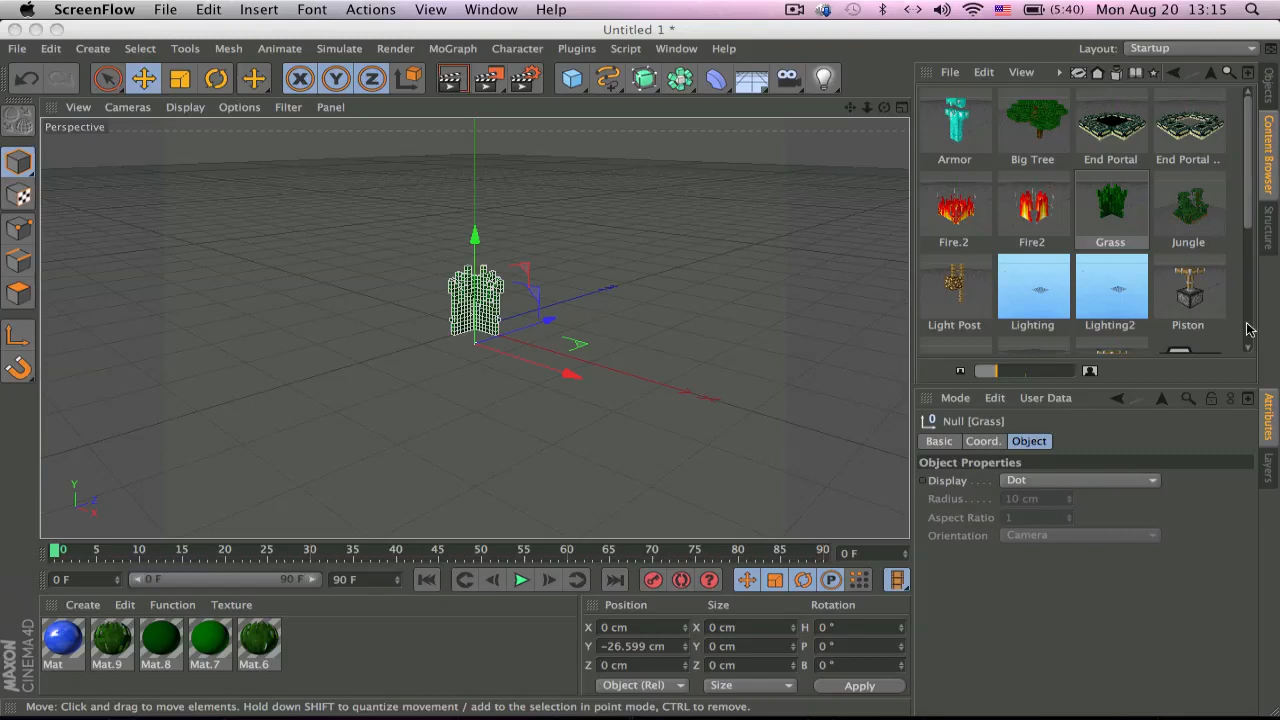 ScreenFlow File Edit Insert Font Actions View Window Help (5:40) Mon Aug 20 13:15
Untitled 1 *
File Edit Create Select Tools Mesh Animate Simulate Render MoGraph Character Plugins Script Window Help Layout: Startup
File Edit View
View Cameras Display Options Filter Panel
Perspective
Armor Big Tree End Portal End Portal ..
Fire.2 Fire2 Grass Jungle
Light Post Lighting Lighting2 Piston
Objects
Content Browser
Structure
Mode Edit User Data
Null [Grass]
Basic Coord. Object
Object Properties
Display .... Dot
Radius..... 10 cm
Aspect Ratio 1
Orientation Camera
Attributes
Layers
Y
Z
X
0 5 10 15 20 25 30 35 40 45 50 55 60 65 70 75 80 85 90 0 F
0 F 0 F 90 F 90 F
Create Edit Function Texture
Mat Mat.9 Mat.8 Mat.7 Mat.6
Position Size Rotation
X 0 cm X 0 cm H 0 °
Y -26.599 cm Y 0 cm P 0 °
Z 0 cm Z 0 cm B 0 °
Object (Rel) Size Apply
MAXON
CINEMA 4D
Move: Click and drag to move elements. Hold down SHIFT to quantize movement / add to the selection in point mode, CTRL to remove.